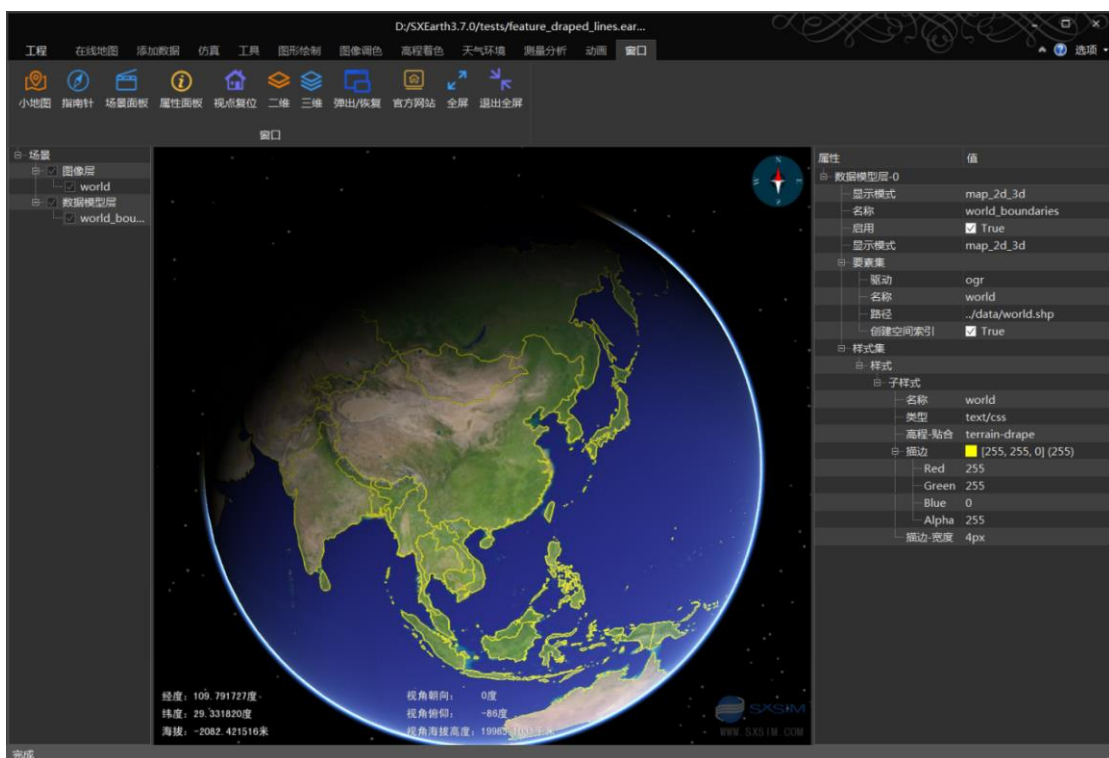 D:/SXEarth3.7.0/tests/feature_draped_lines.ear...
工程 在线地图 添加数据 仿真 工具 图形绘制 图像调色 高程着色 天气环境 测量分析 动画 窗口 选项
小地图 指南针 场景面板 属性面板 视点复位 二维 三维 弹出/恢复 官方网站 全屏 退出全屏
窗口
场景
图像层
world
数据模型层
world_bou...
N
W E
S
属性 值
数据模型层-0
显示模式 map_2d_3d
名称 world_boundaries
启用 True
显示模式 map_2d_3d
要素集
驱动 ogr
名称 world
路径 ../data/world.shp
创建空间索引 True
样式集
样式
子样式
名称 world
类型 text/css
高程-贴合 terrain-drape
描边 [255, 255, 0] (255)
Red 255
Green 255
Blue 0
Alpha 255
描边-宽度 4px
经度: 109.791727度 视角朝向: 0度
纬度: 29.331820度 视角俯仰: -86度
海拔: -2082.421516米 视角海拔高度:
SXSIM
WWW.SXSIM.COM
完成